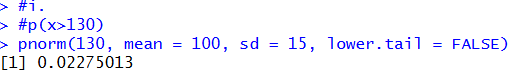 > #i.
> #p(x>130)
> pnorm(130, mean = 100, sd = 15, lower.tail = FALSE)
[1] 0.02275013